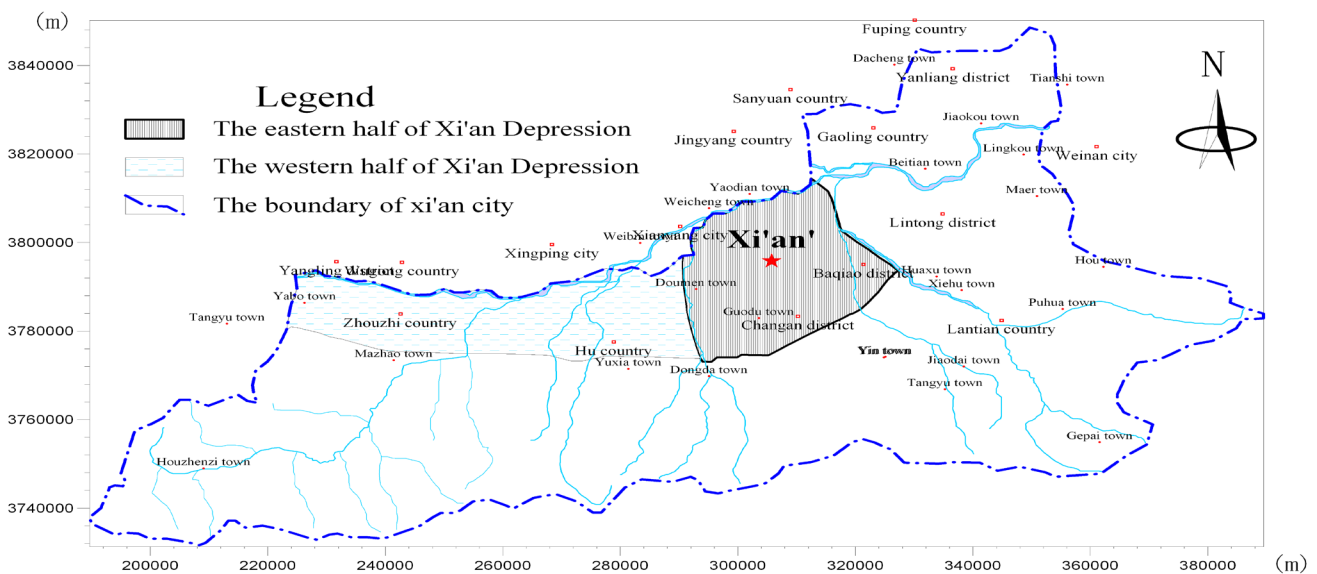 (m)
Fuping country
Dacheng town
3840000
Yanliang district
Tianshi town
N
Legend
Sanyuan country
Jiaokou town
The eastern half of Xi'an Depression
Jingyang country
Gaoling country
3820000
Lingkou town
Weinan city
The western half of Xi'an Depression
Beitian town
Yaodian town
Maer town
Weicheng town
The boundary of xi'an city
Lintong district
Xianyang city
3800000
Xi'an'
Xingping city
Hou town
Yangling district
Wugong country
Baqiao district
Huaxu town
Doumen town
Xiehu town
Yabo town
Puhua town
Tangyu town
Zhouzhi country
Guodu town
Changan district
Lantian country
3780000
Hu country
Yin town
Mazhao town
Yuxia town
Jiaodai town
Dongda town
Tangyu town
3760000
Gepai town
Houzhenzi town
3740000
200000
220000
240000
260000
280000
300000
320000
340000
360000
380000
(m)